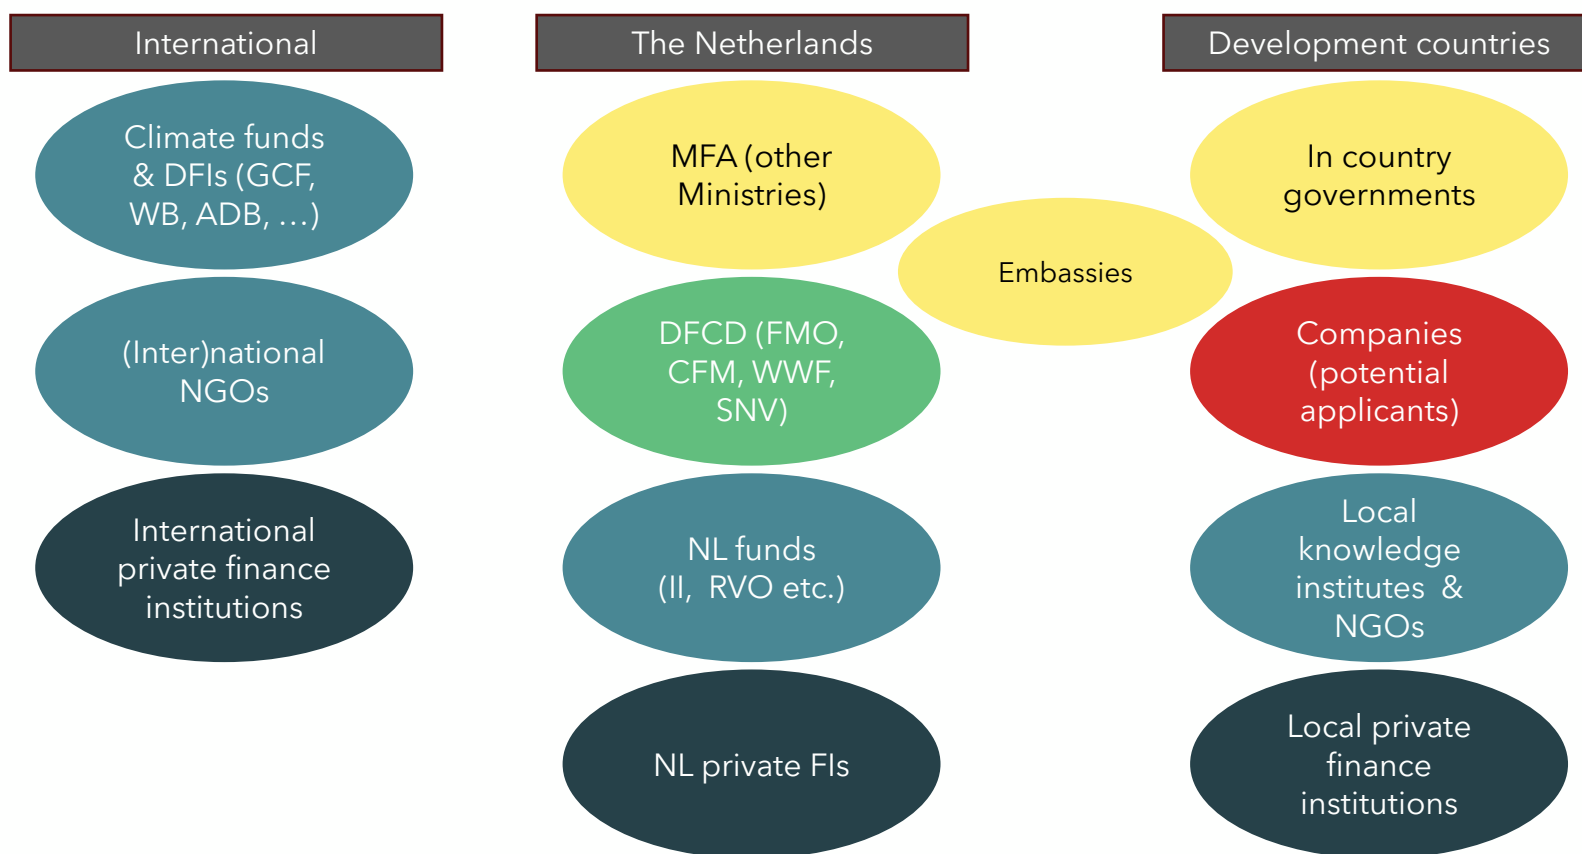 International
Climate funds
& DFIs (GCF,
WB, ADB, …)
(Inter)national
NGOs
International
private finance
institutions
The Netherlands
MFA (other
Ministries)
DFCD (FMO,
CFM, WWF,
SNV)
NL funds
(II, RVO etc.)
NL private FIs
Embassies
Development countries
In country
governments
Companies
(potential
applicants)
Local
knowledge
institutes &
NGOs
Local private
finance
institutions